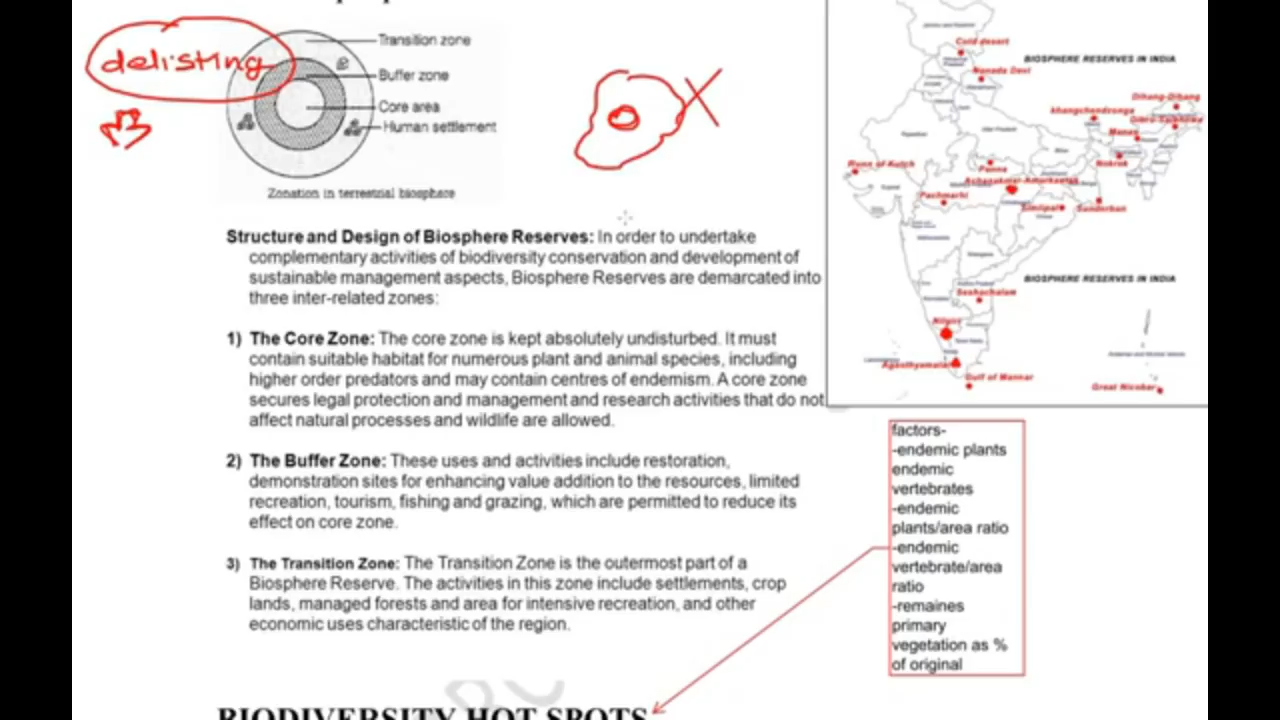 delisting
Transition zone
Buffer zone
Core area
Human settlement
Zonation in terrestrial biosphere
Structure and Design of Biosphere Reserves: In order to undertake
complementary activities of biodiversity conservation and development of
sustainable management aspects, Biosphere Reserves are demarcated into
three inter-related zones:
1) The Core Zone: The core zone is kept absolutely undisturbed. It must
contain suitable habitat for numerous plant and animal species, including
higher order predators and may contain centres of endemism. A core zone
secures legal protection and management and research activities that do not
affect natural processes and wildlife are allowed.
2) The Buffer Zone: These uses and activities include restoration,
demonstration sites for enhancing value addition to the resources, limited
recreation, tourism, fishing and grazing, which are permitted to reduce its
effect on core zone.
3) The Transition Zone: The Transition Zone is the outermost part of a
Biosphere Reserve. The activities in this zone include settlements, crop
lands, managed forests and area for intensive recreation, and other
economic uses characteristic of the region.
BIODIVERSITY HOT SPOTS
Cold desert
BIOSPHERE RESERVES IN INDIA
Nanada Devi
Dihang-Dibang
khangchendzonga
Manas
Nokrek
Rann of Kutch
Panna
Pachmarhi
Similipal
Sunderban
BIOSPHERE RESERVES IN INDIA
Seshachalam
Nilgiri
Agasthyamalai
Gulf of Mannar
Great Nicobar
factors-
-endemic plants
endemic
vertebrates
-endemic
plants/area ratio
-endemic
vertebrate/area
ratio
-remaines
primary
vegetation as %
of original